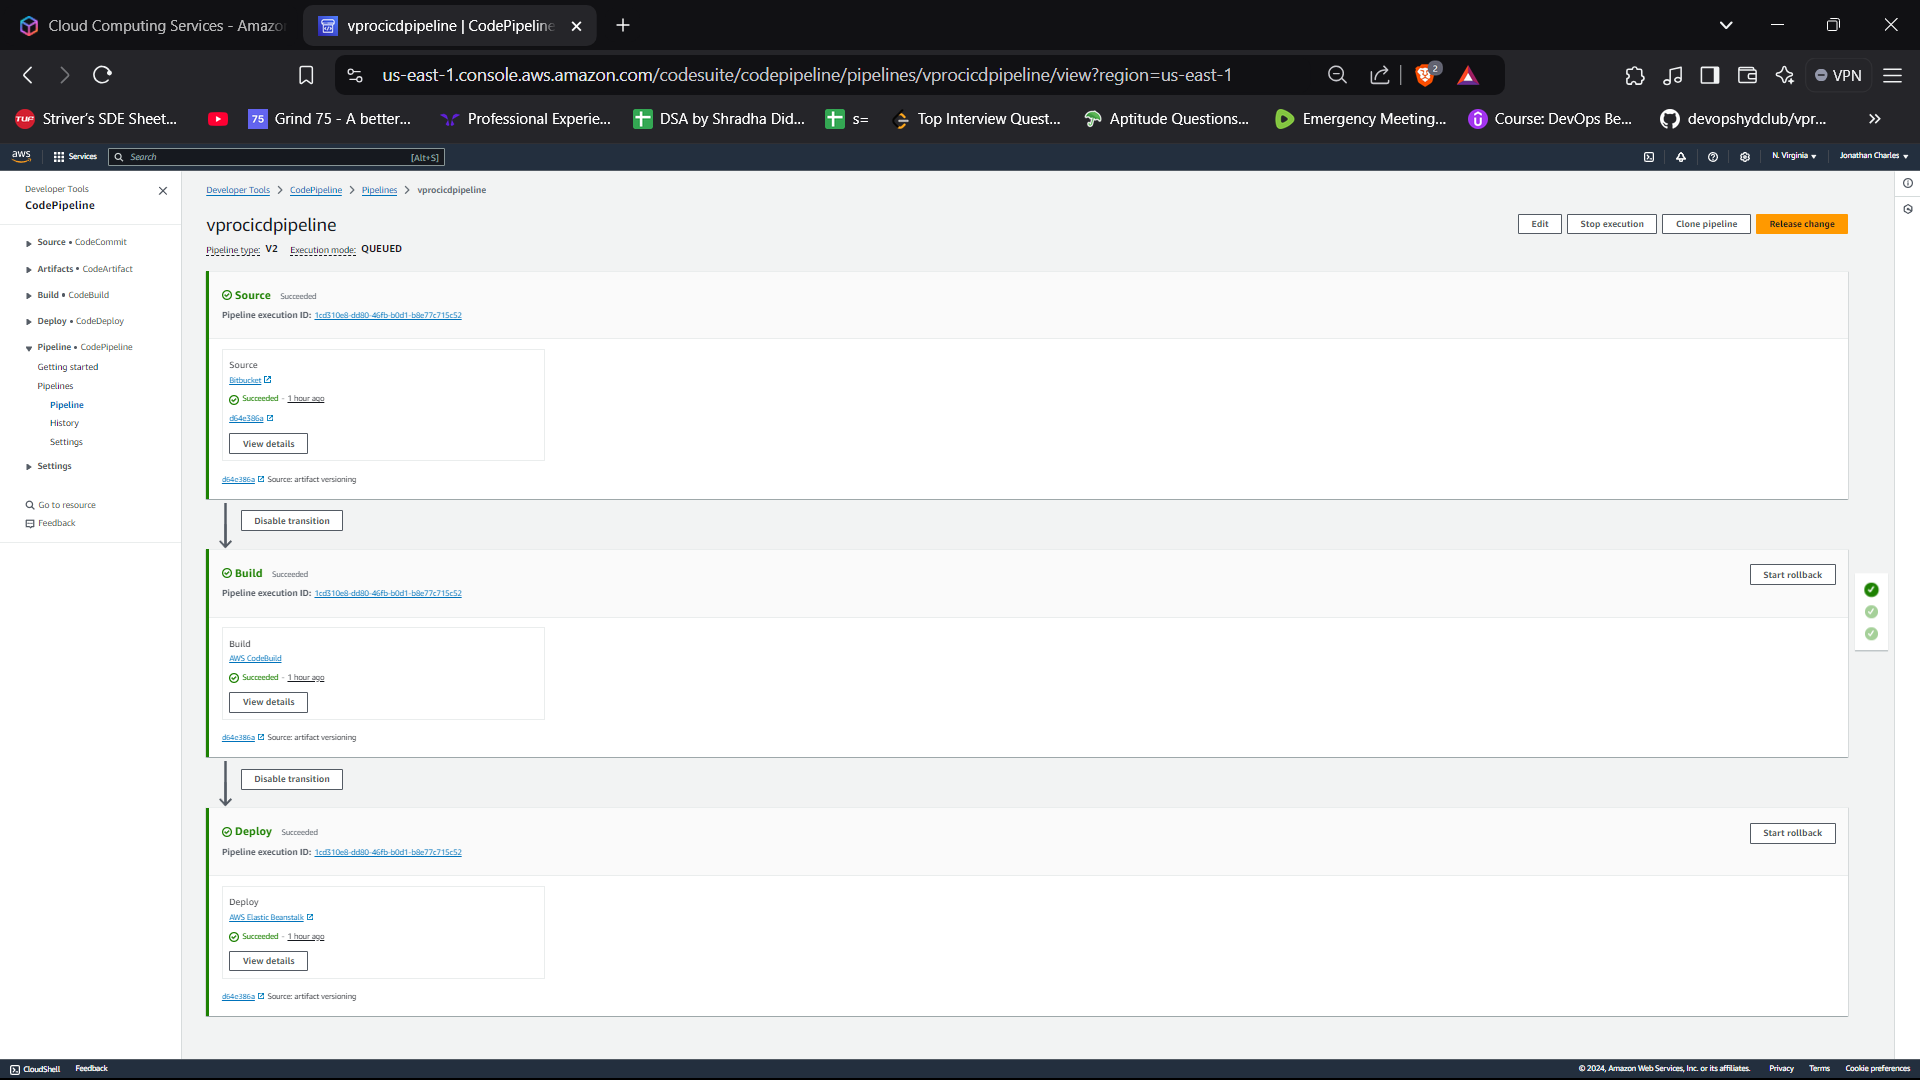 Cloud Computing Services - Amazo
vprocicdpipeline | CodePipeline
us-east-1.console.aws.amazon.com/codesuite/codepipeline/pipelines/vprocicdpipeline/view?region=us-east-1
2
VPN
TUF Striver's SDE Sheet...
75 Grind 75 - A better...
Professional Experie...
DSA by Shradha Did...
s=
Top Interview Quest...
Aptitude Questions...
Emergency Meeting...
Course: DevOps Be...
devopshydclub/vpr...
aws Services Search [Alt+S] N. Virginia Jonathan Charles
Developer Tools
CodePipeline
Source • CodeCommit
Artifacts • CodeArtifact
Build • CodeBuild
Deploy • CodeDeploy
Pipeline • CodePipeline
Getting started
Pipelines
Pipeline
History
Settings
Settings
Go to resource
Feedback
Developer Tools CodePipeline Pipelines vprocicdpipeline
vprocicdpipeline
Edit Stop execution Clone pipeline Release change
Pipeline type: V2 Execution mode: QUEUED
Source Succeeded
Pipeline execution ID: 1cd310e8-dd80-46fb-b0d1-b8e77c715c52
Source
Bitbucket
Succeeded - 1 hour ago
d64e386a
View details
d64e386a Source: artifact versioning
Disable transition
Build Succeeded
Start rollback
Pipeline execution ID: 1cd310e8-dd80-46fb-b0d1-b8e77c715c52
Build
AWS CodeBuild
Succeeded - 1 hour ago
View details
d64e386a Source: artifact versioning
Disable transition
Deploy Succeeded
Start rollback
Pipeline execution ID: 1cd310e8-dd80-46fb-b0d1-b8e77c715c52
Deploy
AWS Elastic Beanstalk
Succeeded - 1 hour ago
View details
d64e386a Source: artifact versioning
CloudShell Feedback © 2024, Amazon Web Services, Inc. or its affiliates. Privacy Terms Cookie preferences